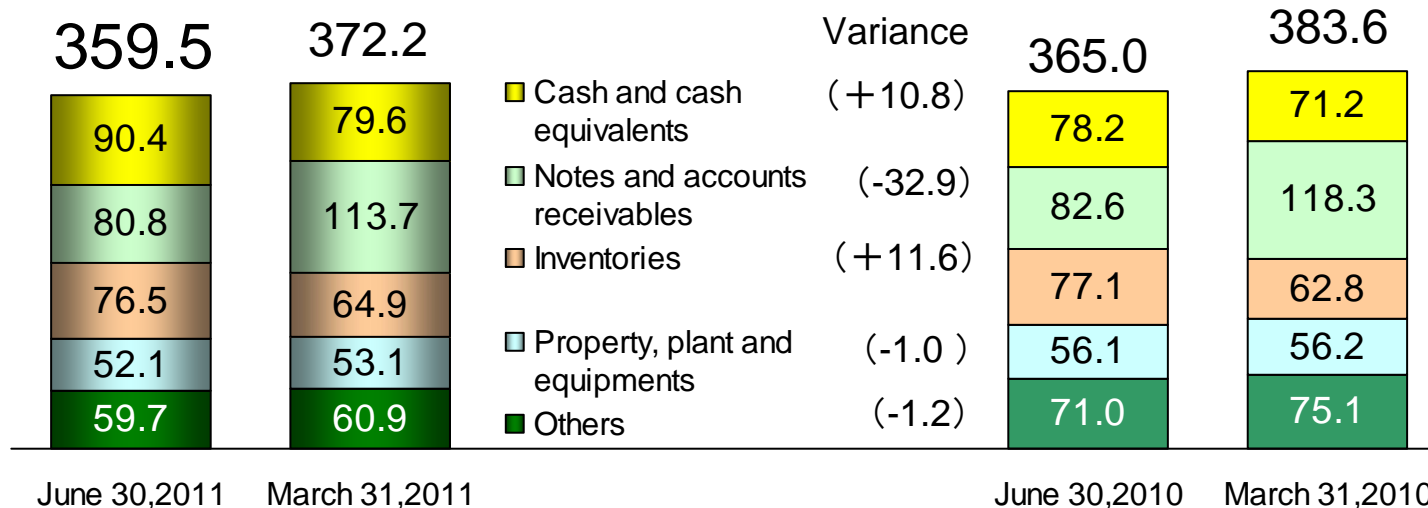 359.5
372.2
Variance
365.0
383.6
90.4
79.6
Cash and cash
equivalents
（＋10.8）
78.2
71.2
80.8
113.7
Notes and accounts
receivables
（-32.9）
82.6
118.3
76.5
64.9
Inventories
（＋11.6）
77.1
62.8
52.1
53.1
Property, plant and
equipments
（-1.0 ）
56.1
56.2
59.7
60.9
Others
（-1.2）
71.0
75.1
June 30,2011
March 31,2011
June 30,2010
March 31,2010